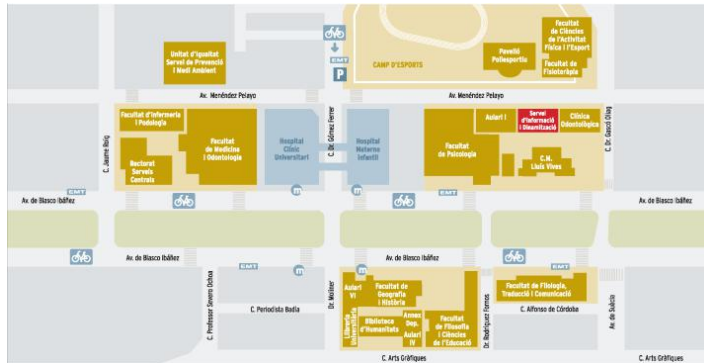 Facultat
de Ciències
de l'Activitat
Física i l'Esport
Unitat d'Igualtat
Servei de Prevenció
i Medi Ambient
EMT
P
CAMP D'ESPORTS
Pavelló
Poliesportiu
Facultat de
Fisioteràpia
Av. Menéndez Pelayo
Av. Menéndez Pelayo
C. Jaume Roig
Facultat d'Infermeria
i Podologia
Facultat
de Medicina
i Odontologia
Rectorat
Serveis
Centrals
Hospital
Clínic
Universitari
C. Dr. Gómez Ferrer
Hospital
Materno
Infantil
Facultat
de Psicologia
Aulari I
Servei
d'Informació
i Dinamització
Clínica
Odontològica
C.M.
Lluís Vives
C. Dr. Gascó Oliag
EMT
m
m
EMT
Av. de Blasco Ibáñez
Av. de Blasco Ibáñez
Av. de Blasco Ibáñez
Av. de Blasco Ibáñez
EMT
m
m
EMT
C. Professor Severo Ochoa
C. Periodista Badía
Dr. Moliner
Aulari
VI
Llibreria
Universitària
Facultat de
Geografia
i Història
Biblioteca
d'Humanitats
Annex
Dep.
Aulari
IV
Facultat
de Filosofia
i Ciències
de l'Educació
Dr. Rodríguez Fornos
Facultat de Filologia,
Traducció i Comunicació
C. Alfonso de Córdoba
Av. de Suècia
C. Arts Gràfiques
C. Arts Gràfiques